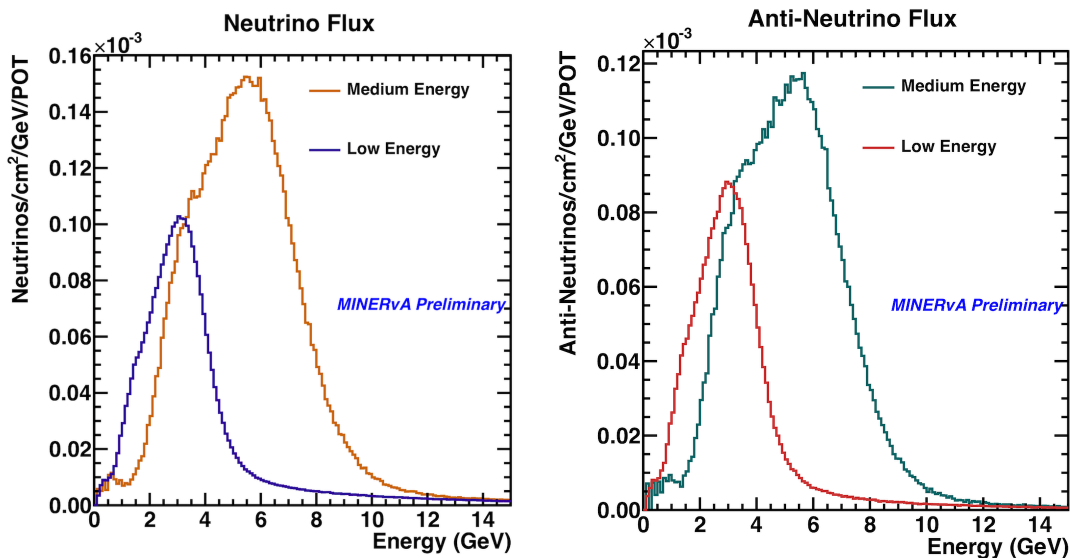 Neutrino Flux
×10⁻³
Neutrinos/cm²/GeV/POT
0.16
0.14
0.12
0.10
0.08
0.06
0.04
0.02
0.00
Medium Energy
Low Energy
MINERvA Preliminary
0 2 4 6 8 10 12 14
Energy (GeV)
Anti-Neutrino Flux
×10⁻³
Anti-Neutrinos/cm²/GeV/POT
0.12
0.10
0.08
0.06
0.04
0.02
0.00
Medium Energy
Low Energy
MINERvA Preliminary
0 2 4 6 8 10 12 14
Energy (GeV)